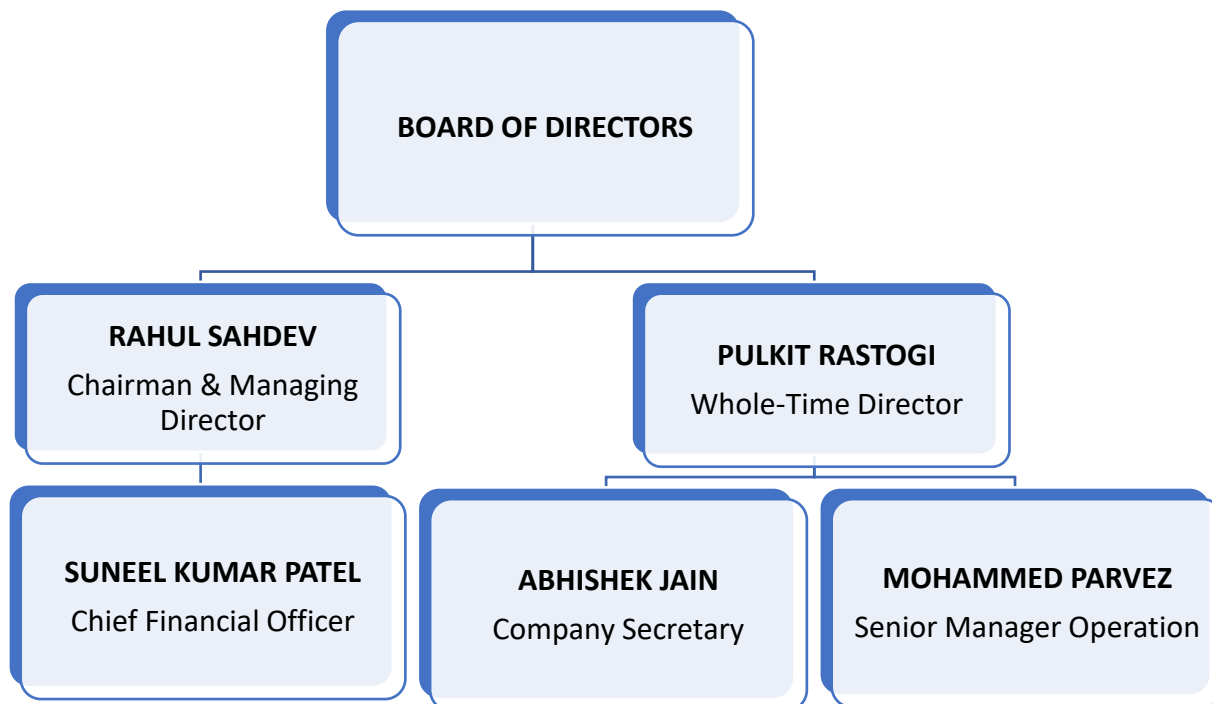 BOARD OF DIRECTORS
RAHUL SAHDEV
Chairman & Managing
Director
PULKIT RASTOGI
Whole-Time Director
SUNEEL KUMAR PATEL
Chief Financial Officer
ABHISHEK JAIN
Company Secretary
MOHAMMED PARVEZ
Senior Manager Operation